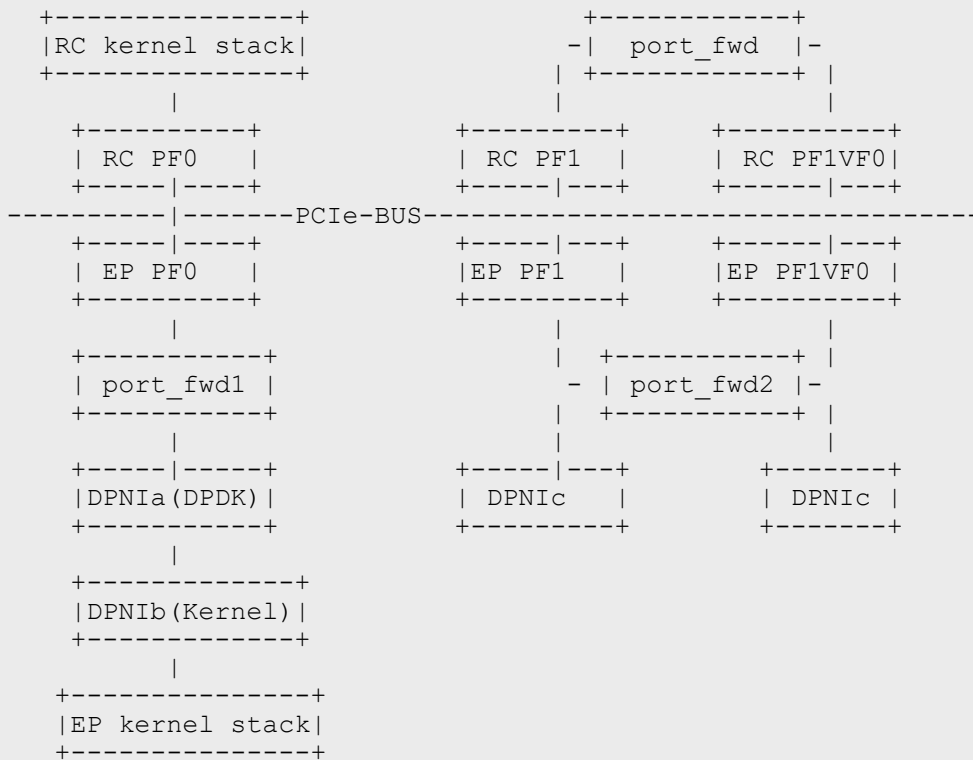 +---------------+                +------------+
|RC kernel stack|               -| port_fwd |-
+---------------+              | +------------+ |
|                      |                |
+----------+            +---------+     +----------+
| RC PF0   |            | RC PF1  |     | RC PF1VF0|
+-----|----+            +-----|---+     +------|---+
----------|-------PCIe-BUS---------------------------------
+-----|----+            +-----|---+     +------|---+
| EP PF0   |            |EP PF1   |     |EP PF1VF0 |
+----------+            +---------+     +----------+
|                      |                |
+-----------+                |  +-----------+ |
| port_fwd1 |                 - | port_fwd2 |-
+-----------+                |  +-----------+ |
|                      |                |
+-----|-----+           +-----|---+        +-------+
|DPNIa(DPDK)|           | DPNIc   |        | DPNIc |
+-----------+           +---------+        +-------+
|
+-------------+
|DPNIb(Kernel)|
+-------------+
|
+---------------+
|EP kernel stack|
+---------------+